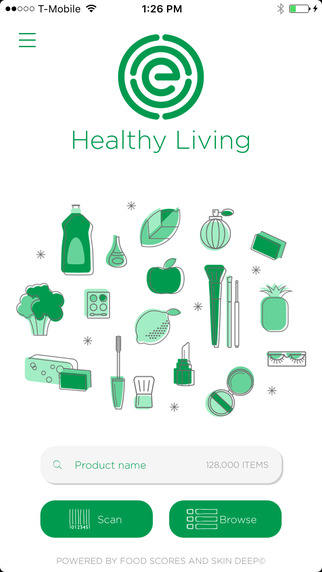 T-Mobile 1:26 PM
e
Healthy Living
Product name 128,000 ITEMS
012345 Scan Browse
POWERED BY FOOD SCORES AND SKIN DEEP©